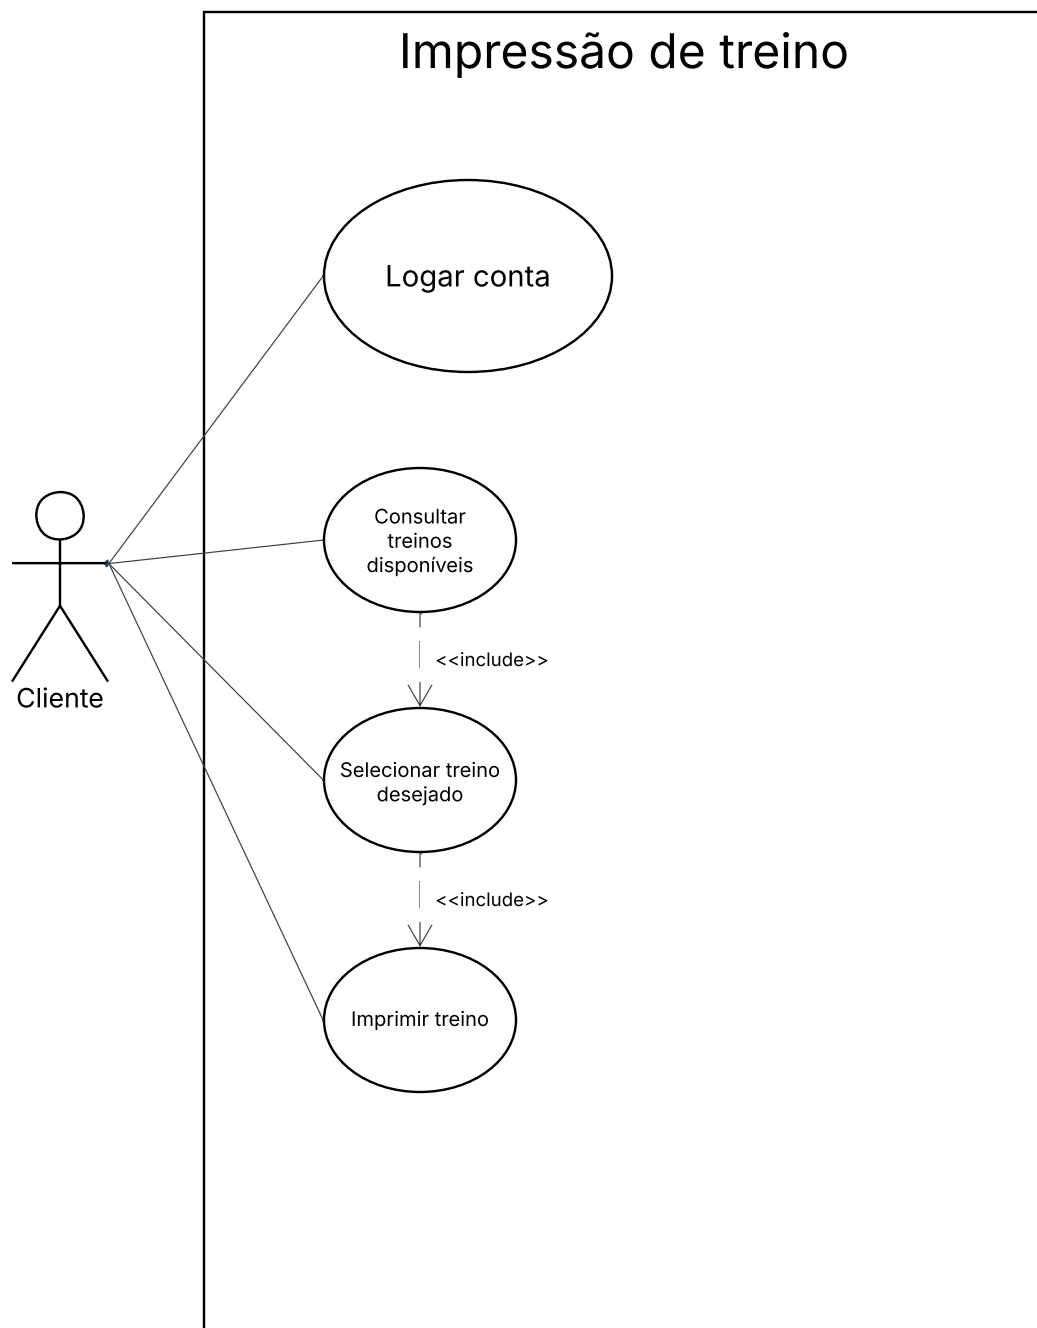 Impressão de treino
Logar conta
Consultar
treinos
disponíveis
<<include>>
Cliente
Selecionar treino
desejado
<<include>>
Imprimir treino